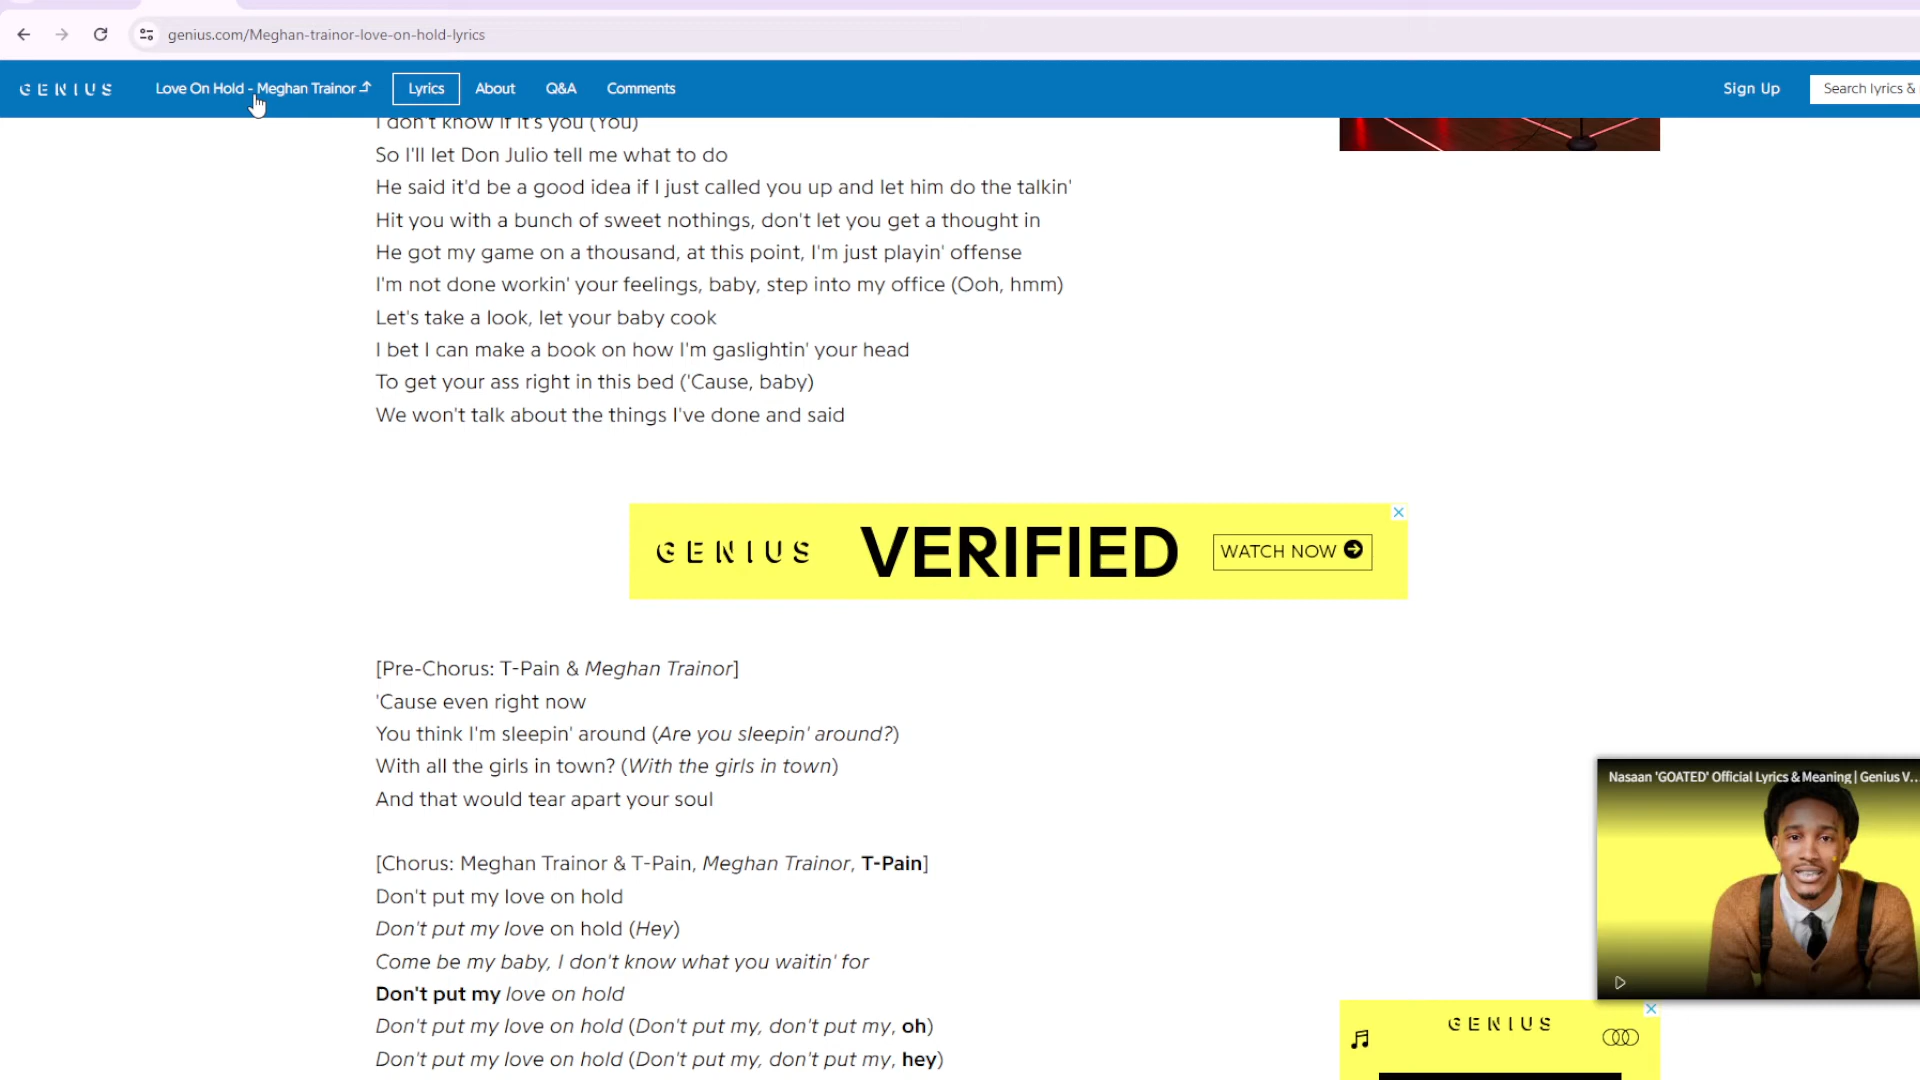 genius.com/Meghan-trainor-love-on-hold-lyrics
GENIUS Love On Hold - Meghan Trainor Lyrics About Q&A Comments Sign Up Search lyrics &
I don't know if it's you (You)
So I'll let Don Julio tell me what to do
He said it'd be a good idea if I just called you up and let him do the talkin'
Hit you with a bunch of sweet nothings, don't let you get a thought in
He got my game on a thousand, at this point, I'm just playin' offense
I'm not done workin' your feelings, baby, step into my office (Ooh, hmm)
Let's take a look, let your baby cook
I bet I can make a book on how I'm gaslightin' your head
To get your ass right in this bed ('Cause, baby)
We won't talk about the things I've done and said
GENIUS VERIFIED WATCH NOW
[Pre-Chorus: T-Pain & Meghan Trainor]
'Cause even right now
You think I'm sleepin' around (Are you sleepin' around?)
With all the girls in town? (With the girls in town)
And that would tear apart your soul
Nasaan 'GOATED' Official Lyrics & Meaning | Genius V...
[Chorus: Meghan Trainor & T-Pain, Meghan Trainor, T-Pain]
Don't put my love on hold
Don't put my love on hold (Hey)
Come be my baby, I don't know what you waitin' for
Don't put my love on hold
Don't put my love on hold (Don't put my, don't put my, oh)
Don't put my love on hold (Don't put my, don't put my, hey)
GENIUS